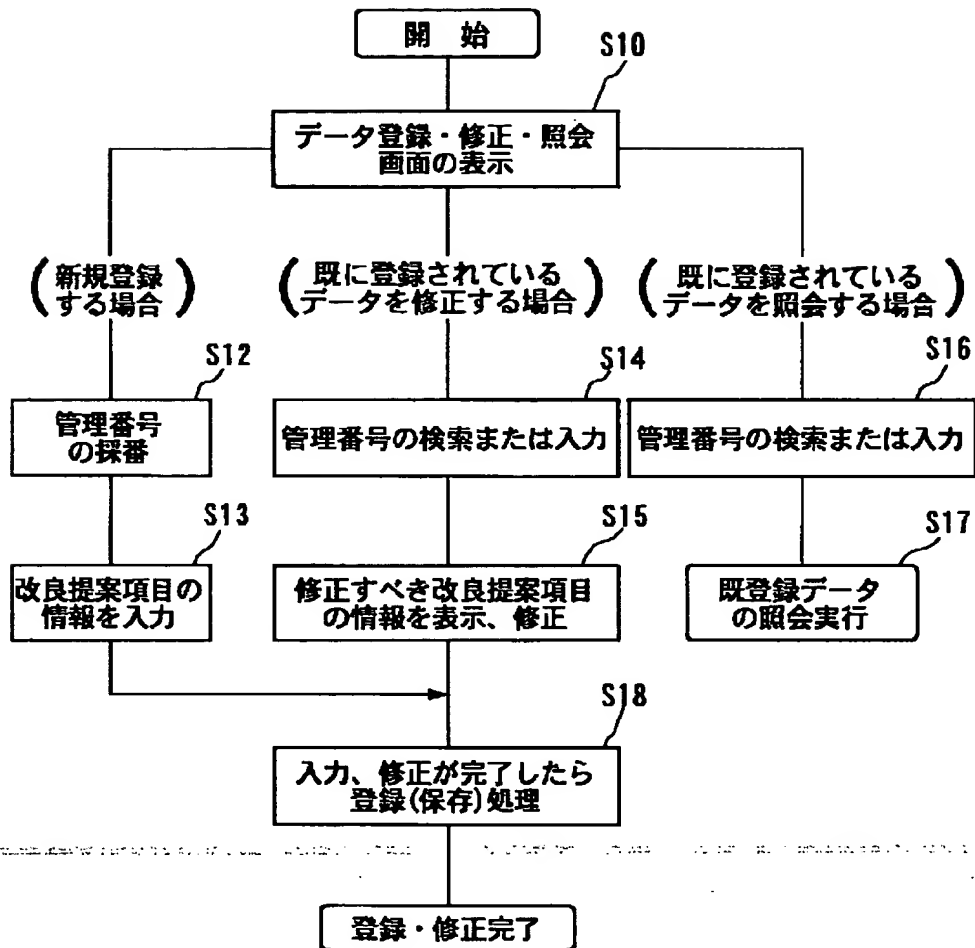 開 始
S10
データ登録・修正・照会
画面の表示
(新規登録
する場合)
(既に登録されている
データを修正する場合)
(既に登録されている
データを照会する場合)
S12
管理番号
の採番
S14
管理番号の検索または入力
S16
管理番号の検索または入力
S13
改良提案項目の
情報を入力
S15
修正すべき改良提案項目
の情報を表示、修正
S17
既登録データ
の照会実行
S18
入力、修正が完了したら
登録(保存)処理
登録・修正完了